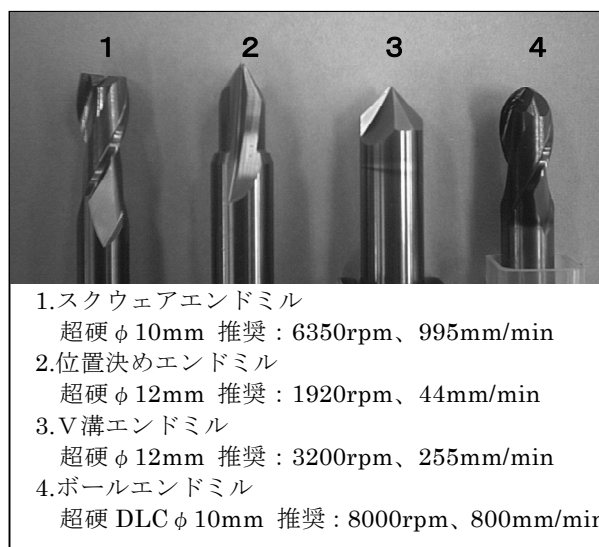 1 2 3 4
1.スクウェアエンドミル
超硬φ10mm 推奨：6350rpm、995mm/min
2.位置決めエンドミル
超硬φ12mm 推奨：1920rpm、44mm/min
3.Ｖ溝エンドミル
超硬φ12mm 推奨：3200rpm、255mm/min
4.ボールエンドミル
超硬 DLCφ10mm 推奨：8000rpm、800mm/min